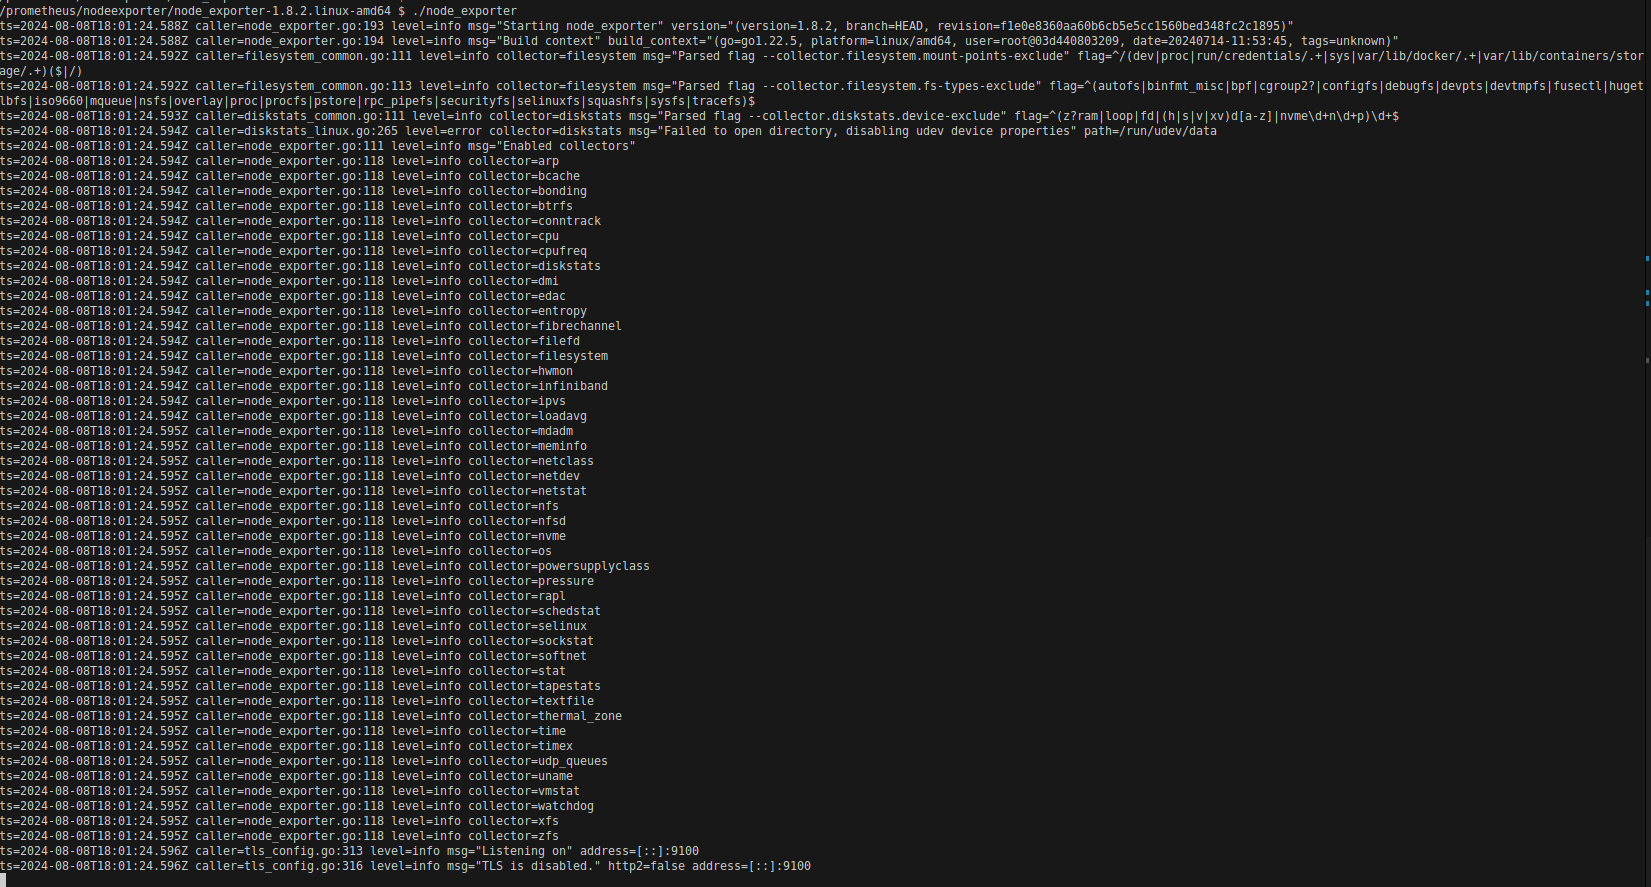 /prometheus/nodeexporter/node_exporter-1.8.2.linux-amd64 $ ./node_exporter
ts=2024-08-08T18:01:24.588Z caller=node_exporter.go:193 level=info msg="Starting node_exporter" version="(version=1.8.2, branch=HEAD, revision=f1e0e8360aa60b6cb5e5cc1560bed348fc2c1895)"
ts=2024-08-08T18:01:24.588Z caller=node_exporter.go:194 level=info msg="Build context" build_context="(go=go1.22.5, platform=linux/amd64, user=root@03d440803209, date=20240714-11:53:45, tags=unknown)"
ts=2024-08-08T18:01:24.592Z caller=filesystem_common.go:111 level=info collector=filesystem msg="Parsed flag --collector.filesystem.mount-points-exclude" flag=^/(dev|proc|run/credentials/.+|sys|var/lib/docker/.+|var/lib/containers/stor
age/.+)($|/)
ts=2024-08-08T18:01:24.592Z caller=filesystem_common.go:113 level=info collector=filesystem msg="Parsed flag --collector.filesystem.fs-types-exclude" flag=^(autofs|binfmt_misc|bpf|cgroup2?|configfs|debugfs|devpts|devtmpfs|fusectl|huget
lbfs|iso9660|mqueue|nsfs|overlay|proc|procfs|pstore|rpc_pipefs|securityfs|selinuxfs|squashfs|sysfs|tracefs)$
ts=2024-08-08T18:01:24.593Z caller=diskstats_common.go:111 level=info collector=diskstats msg="Parsed flag --collector.diskstats.device-exclude" flag=^(z?ram|loop|fd|(h|s|v|xv)d[a-z]|nvme\d+n\d+p)\d+$
ts=2024-08-08T18:01:24.594Z caller=diskstats_linux.go:265 level=error collector=diskstats msg="Failed to open directory, disabling udev device properties" path=/run/udev/data
ts=2024-08-08T18:01:24.594Z caller=node_exporter.go:111 level=info msg="Enabled collectors"
ts=2024-08-08T18:01:24.594Z caller=node_exporter.go:118 level=info collector=arp
ts=2024-08-08T18:01:24.594Z caller=node_exporter.go:118 level=info collector=bcache
ts=2024-08-08T18:01:24.594Z caller=node_exporter.go:118 level=info collector=bonding
ts=2024-08-08T18:01:24.594Z caller=node_exporter.go:118 level=info collector=btrfs
ts=2024-08-08T18:01:24.594Z caller=node_exporter.go:118 level=info collector=conntrack
ts=2024-08-08T18:01:24.594Z caller=node_exporter.go:118 level=info collector=cpu
ts=2024-08-08T18:01:24.594Z caller=node_exporter.go:118 level=info collector=cpufreq
ts=2024-08-08T18:01:24.594Z caller=node_exporter.go:118 level=info collector=diskstats
ts=2024-08-08T18:01:24.594Z caller=node_exporter.go:118 level=info collector=dmi
ts=2024-08-08T18:01:24.594Z caller=node_exporter.go:118 level=info collector=edac
ts=2024-08-08T18:01:24.594Z caller=node_exporter.go:118 level=info collector=entropy
ts=2024-08-08T18:01:24.594Z caller=node_exporter.go:118 level=info collector=fibrechannel
ts=2024-08-08T18:01:24.594Z caller=node_exporter.go:118 level=info collector=filefd
ts=2024-08-08T18:01:24.594Z caller=node_exporter.go:118 level=info collector=filesystem
ts=2024-08-08T18:01:24.594Z caller=node_exporter.go:118 level=info collector=hwmon
ts=2024-08-08T18:01:24.594Z caller=node_exporter.go:118 level=info collector=infiniband
ts=2024-08-08T18:01:24.594Z caller=node_exporter.go:118 level=info collector=ipvs
ts=2024-08-08T18:01:24.594Z caller=node_exporter.go:118 level=info collector=loadavg
ts=2024-08-08T18:01:24.595Z caller=node_exporter.go:118 level=info collector=mdadm
ts=2024-08-08T18:01:24.595Z caller=node_exporter.go:118 level=info collector=meminfo
ts=2024-08-08T18:01:24.595Z caller=node_exporter.go:118 level=info collector=netclass
ts=2024-08-08T18:01:24.595Z caller=node_exporter.go:118 level=info collector=netdev
ts=2024-08-08T18:01:24.595Z caller=node_exporter.go:118 level=info collector=netstat
ts=2024-08-08T18:01:24.595Z caller=node_exporter.go:118 level=info collector=nfs
ts=2024-08-08T18:01:24.595Z caller=node_exporter.go:118 level=info collector=nfsd
ts=2024-08-08T18:01:24.595Z caller=node_exporter.go:118 level=info collector=nvme
ts=2024-08-08T18:01:24.595Z caller=node_exporter.go:118 level=info collector=os
ts=2024-08-08T18:01:24.595Z caller=node_exporter.go:118 level=info collector=powersupplyclass
ts=2024-08-08T18:01:24.595Z caller=node_exporter.go:118 level=info collector=pressure
ts=2024-08-08T18:01:24.595Z caller=node_exporter.go:118 level=info collector=rapl
ts=2024-08-08T18:01:24.595Z caller=node_exporter.go:118 level=info collector=schedstat
ts=2024-08-08T18:01:24.595Z caller=node_exporter.go:118 level=info collector=selinux
ts=2024-08-08T18:01:24.595Z caller=node_exporter.go:118 level=info collector=sockstat
ts=2024-08-08T18:01:24.595Z caller=node_exporter.go:118 level=info collector=softnet
ts=2024-08-08T18:01:24.595Z caller=node_exporter.go:118 level=info collector=stat
ts=2024-08-08T18:01:24.595Z caller=node_exporter.go:118 level=info collector=tapestats
ts=2024-08-08T18:01:24.595Z caller=node_exporter.go:118 level=info collector=textfile
ts=2024-08-08T18:01:24.595Z caller=node_exporter.go:118 level=info collector=thermal_zone
ts=2024-08-08T18:01:24.595Z caller=node_exporter.go:118 level=info collector=time
ts=2024-08-08T18:01:24.595Z caller=node_exporter.go:118 level=info collector=timex
ts=2024-08-08T18:01:24.595Z caller=node_exporter.go:118 level=info collector=udp_queues
ts=2024-08-08T18:01:24.595Z caller=node_exporter.go:118 level=info collector=uname
ts=2024-08-08T18:01:24.595Z caller=node_exporter.go:118 level=info collector=vmstat
ts=2024-08-08T18:01:24.595Z caller=node_exporter.go:118 level=info collector=watchdog
ts=2024-08-08T18:01:24.595Z caller=node_exporter.go:118 level=info collector=xfs
ts=2024-08-08T18:01:24.595Z caller=node_exporter.go:118 level=info collector=zfs
ts=2024-08-08T18:01:24.596Z caller=tls_config.go:313 level=info msg="Listening on" address=[::]:9100
ts=2024-08-08T18:01:24.596Z caller=tls_config.go:316 level=info msg="TLS is disabled." http2=false address=[::]:9100